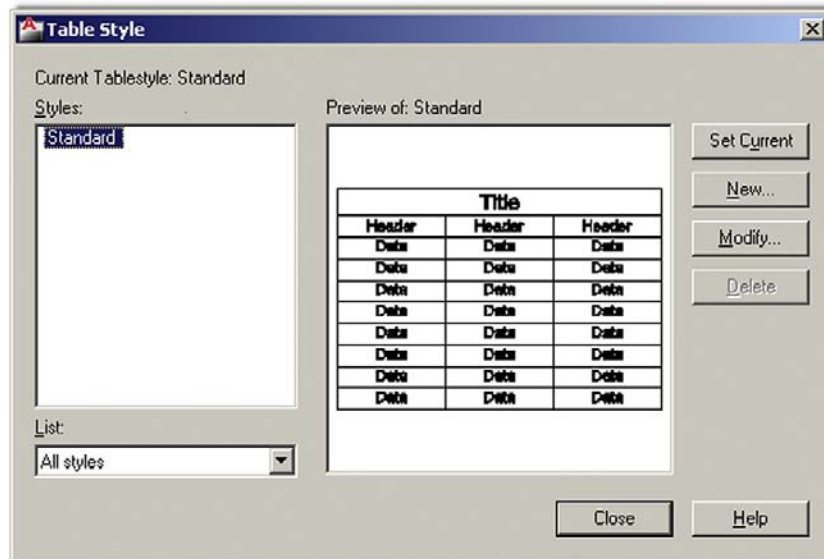 Table Style
Current Tablestyle: Standard
Styles:
Standard
List:
All styles
Preview of: Standard
Title
Header Header Header
Data Data Data
Data Data Data
Data Data Data
Data Data Data
Data Data Data
Data Data Data
Data Data Data
Data Data Data
Set Current
New...
Modify...
Delete
Close
Help